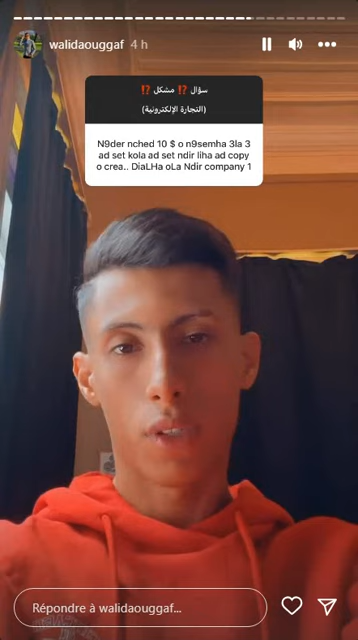 walidaouggaf 4 h
سؤال ⁉️ مشكل ⁉️
(التجارة الإلكترونية)
N9der nched 10 $ o n9semha 3la 3
ad set kola ad set ndir liha ad copy
o crea.. DiaLHa oLa Ndir company 1
Répondre à walidaouggaf...